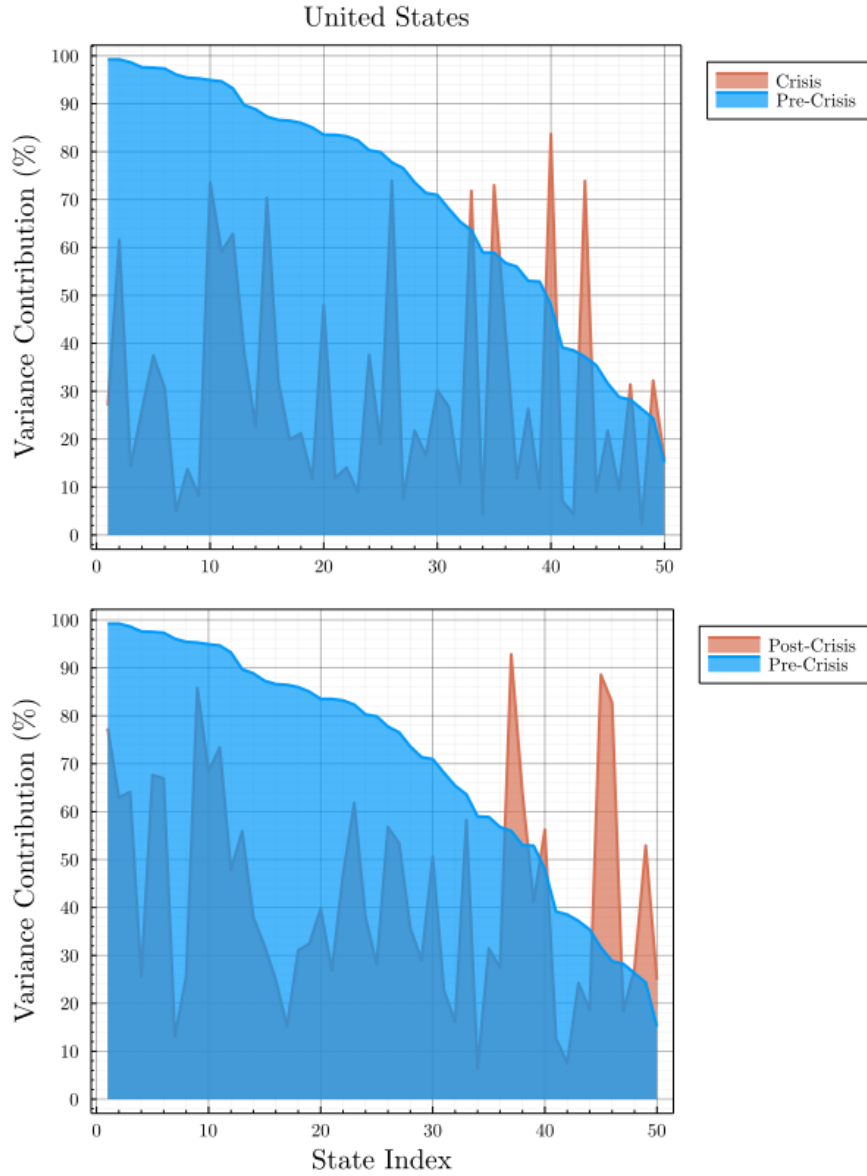 United States
Variance Contribution (%)
100
90
80
70
60
50
40
30
20
10
0
0 10 20 30 40 50
Crisis
Pre-Crisis
Variance Contribution (%)
100
90
80
70
60
50
40
30
20
10
0
0 10 20 30 40 50
State Index
Post-Crisis
Pre-Crisis